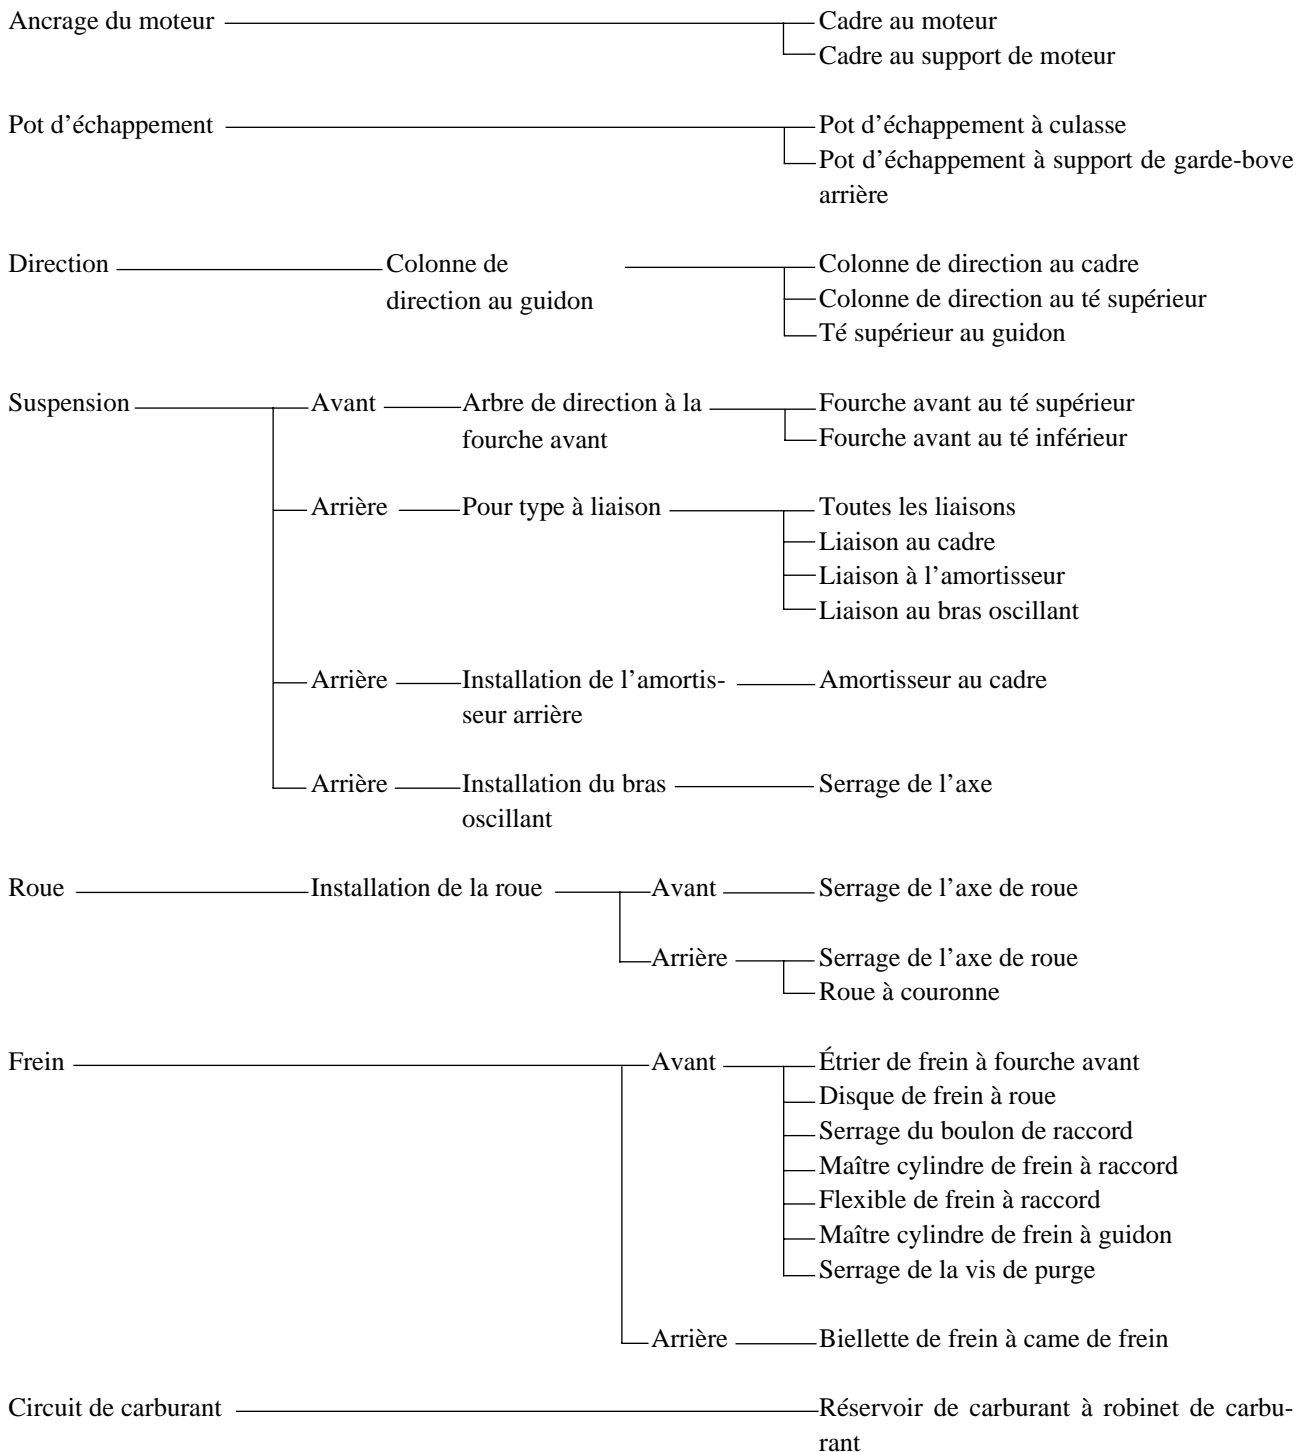 Ancrage du moteur Cadre au moteur
Cadre au support de moteur
Pot d’échappement Pot d’échappement à culasse
Pot d’échappement à support de garde-bove
arrière
Direction Colonne de Colonne de direction au cadre
direction au guidon Colonne de direction au té supérieur
Té supérieur au guidon
Suspension Avant Arbre de direction à la Fourche avant au té supérieur
fourche avant Fourche avant au té inférieur
Arrière Pour type à liaison Toutes les liaisons
Liaison au cadre
Liaison à l’amortisseur
Liaison au bras oscillant
Arrière Installation de l’amortis- Amortisseur au cadre
seur arrière
Arrière Installation du bras Serrage de l’axe
oscillant
Roue Installation de la roue Avant Serrage de l’axe de roue
Arrière Serrage de l’axe de roue
Roue à couronne
Frein Avant Étrier de frein à fourche avant
Disque de frein à roue
Serrage du boulon de raccord
Maître cylindre de frein à raccord
Flexible de frein à raccord
Maître cylindre de frein à guidon
Serrage de la vis de purge
Arrière Biellette de frein à came de frein
Circuit de carburant Réservoir de carburant à robinet de carbu-
rant